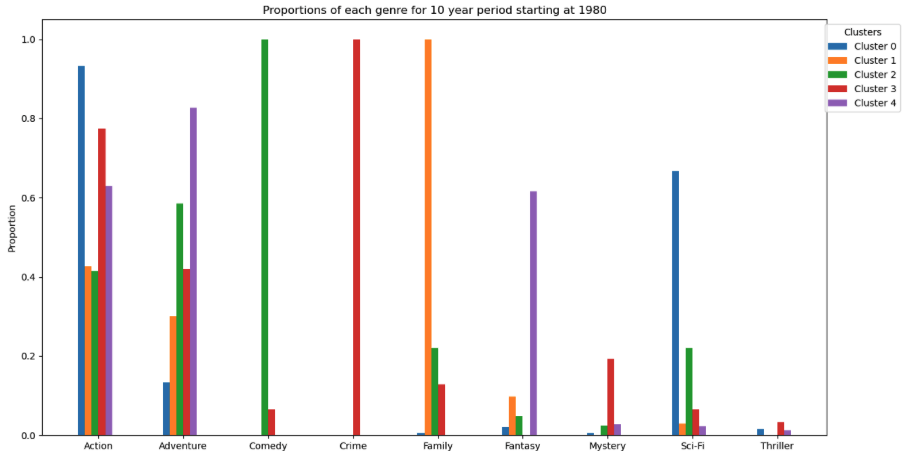 Proportions of each genre for 10 year period starting at 1980
Clusters
Cluster 0
Cluster 1
Cluster 2
Cluster 3
Cluster 4
Proportion
1.0
0.8
0.6
0.4
0.2
0.0
Action Adventure Comedy Crime Family Fantasy Mystery Sci-Fi Thriller